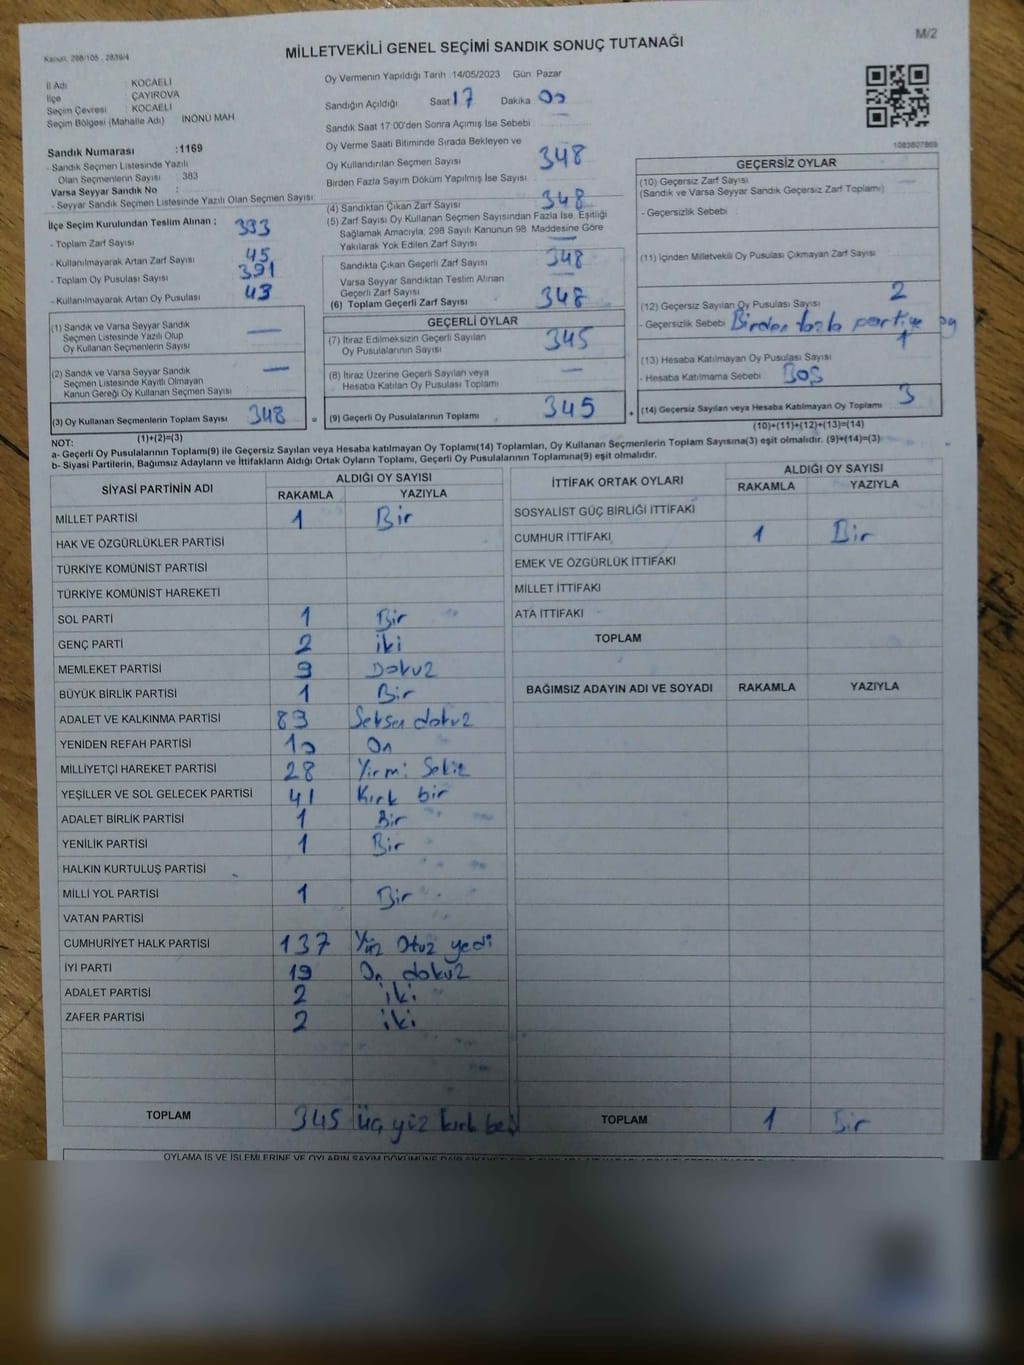 M/2
Kanun: 298/105 , 2839/4
MİLLETVEKİLİ GENEL SEÇİMİ SANDIK SONUÇ TUTANAĞI
İl Adı : KOCAELİ
İlçe : ÇAYIROVA
Seçim Çevresi : KOCAELİ
Seçim Bölgesi (Mahalle Adı) İNÖNÜ MAH.
Sandık Numarası :1169
- Sandık Seçmen Listesinde Yazılı
Olan Seçmenlerin Sayısı : 383
Varsa Seyyar Sandık No :
- Seyyar Sandık Seçmen Listesinde Yazılı Olan Seçmen Sayısı :
İlçe Seçim Kurulundan Teslim Alınan ;
- Toplam Zarf Sayısı 393
- Kullanılmayarak Artan Zarf Sayısı 45
- Toplam Oy Pusulası Sayısı 391
- Kullanılmayarak Artan Oy Pusulası 43
(1) Sandık ve Varsa Seyyar Sandık
Seçmen Listesinde Yazılı Olup
Oy Kullanan Seçmenlerin Sayısı —
(2) Sandık ve Varsa Seyyar Sandık
Seçmen Listesinde Kayıtlı Olmayan
Kanun Gereği Oy Kullanan Seçmen Sayısı —
(3) Oy Kullanan Seçmenlerin Toplam Sayısı 348 =
(1)+(2)=(3)
Oy Vermenin Yapıldığı Tarih :14/05/2023 Gün: Pazar
Sandığın Açıldığı Saat 17 Dakika 00
Sandık Saat 17:00'den Sonra Açılmış İse Sebebi :
Oy Verme Saati Bitiminde Sırada Bekleyen ve
Oy Kullandırılan Seçmen Sayısı 348
Birden Fazla Sayım Döküm Yapılmış İse Sayısı
(4) Sandıktan Çıkan Zarf Sayısı 348
(5) Zarf Sayısı Oy Kullanan Seçmen Sayısından Fazla İse, Eşitliği
Sağlamak Amacıyla; 298 Sayılı Kanunun 98. Maddesine Göre
Yakılarak Yok Edilen Zarf Sayısı —
Sandıkta Çıkan Geçerli Zarf Sayısı 348
Varsa Seyyar Sandıktan Teslim Alınan
Geçerli Zarf Sayısı —
(6) Toplam Geçerli Zarf Sayısı 348
GEÇERLİ OYLAR
(7) İtiraz Edilmeksizin Geçerli Sayılan
Oy Pusulalarının Sayısı 345
(8) İtiraz Üzerine Geçerli Sayılan veya
Hesaba Katılan Oy Pusulası Toplamı —
(9) Geçerli Oy Pusulalarının Toplamı 345 +
1083807869
GEÇERSİZ OYLAR
(10) Geçersiz Zarf Sayısı —
(Sandık ve Varsa Seyyar Sandık Geçersiz Zarf Toplamı)
- Geçersizlik Sebebi :
(11) İçinden Milletvekili Oy Pusulası Çıkmayan Zarf Sayısı
(12) Geçersiz Sayılan Oy Pusulası Sayısı 2
- Geçersizlik Sebebi Birden fazla partiye oy
(13) Hesaba Katılmayan Oy Pusulası Sayısı 1
- Hesaba Katılmama Sebebi : BOŞ
(14) Geçersiz Sayılan veya Hesaba Katılmayan Oy Toplamı 3
(10)+(11)+(12)+(13)=(14)
NOT:
a- Geçerli Oy Pusulalarının Toplamı(9) ile Geçersiz Sayılan veya Hesaba katılmayan Oy Toplamı(14) Toplamları, Oy Kullanan Seçmenlerin Toplam Sayısına(3) eşit olmalıdır. (9)+(14)=(3)
b- Siyasi Partilerin, Bağımsız Adayların ve İttifakların Aldığı Ortak Oyların Toplamı, Geçerli Oy Pusulalarının Toplamına(9) eşit olmalıdır.
SİYASİ PARTİNİN ADI ALDIĞI OY SAYISI
RAKAMLA YAZIYLA
MİLLET PARTİSİ 1 Bir
HAK VE ÖZGÜRLÜKLER PARTİSİ
TÜRKİYE KOMÜNİST PARTİSİ
TÜRKİYE KOMÜNİST HAREKETİ
SOL PARTİ 1 Bir
GENÇ PARTİ 2 iki
MEMLEKET PARTİSİ 9 Dokuz
BÜYÜK BİRLİK PARTİSİ 1 Bir
ADALET VE KALKINMA PARTİSİ 89 Seksen dokuz
YENİDEN REFAH PARTİSİ 10 On
MİLLİYETÇİ HAREKET PARTİSİ 28 Yirmi Sekiz
YEŞİLLER VE SOL GELECEK PARTİSİ 41 Kırk bir
ADALET BİRLİK PARTİSİ 1 Bir
YENİLİK PARTİSİ 1 Bir
HALKIN KURTULUŞ PARTİSİ
MİLLİ YOL PARTİSİ 1 Bir
VATAN PARTİSİ
CUMHURİYET HALK PARTİSİ 137 Yüz Otuz yedi
İYİ PARTİ 19 On dokuz
ADALET PARTİSİ 2 iki
ZAFER PARTİSİ 2 iki
TOPLAM 345 üç yüz kırk beş
İTTİFAK ORTAK OYLARI ALDIĞI OY SAYISI
RAKAMLA YAZIYLA
SOSYALİST GÜÇ BİRLİĞİ İTTİFAKI
CUMHUR İTTİFAKI 1 Bir
EMEK VE ÖZGÜRLÜK İTTİFAKI
MİLLET İTTİFAKI
ATA İTTİFAKI
TOPLAM
BAĞIMSIZ ADAYIN ADI VE SOYADI RAKAMLA YAZIYLA
TOPLAM 1 Bir